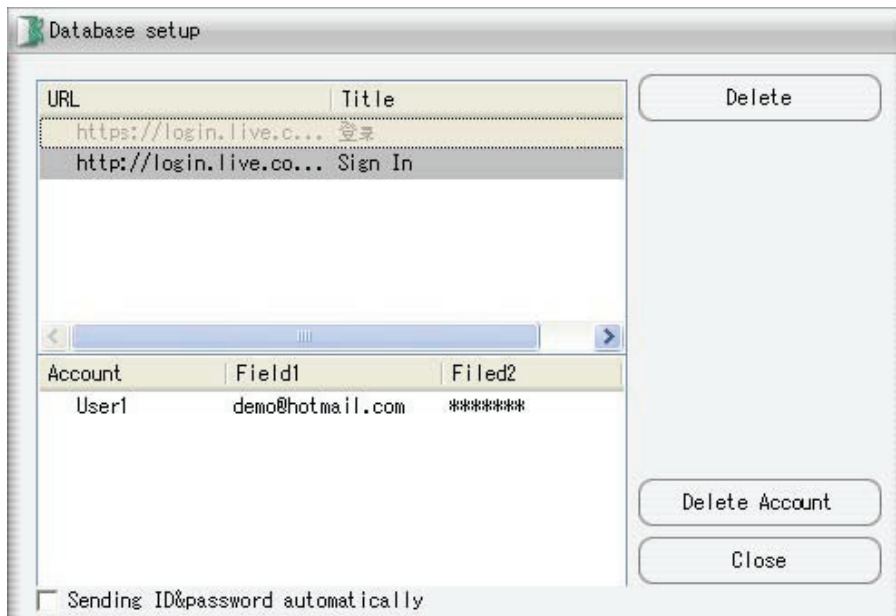 Database setup
URL Title
https://login.live.c... 登录
http://login.live.co... Sign In
Delete
Account Field1 Filed2
User1 demo@hotmail.com *******
Delete Account
Close
Sending ID&password automatically